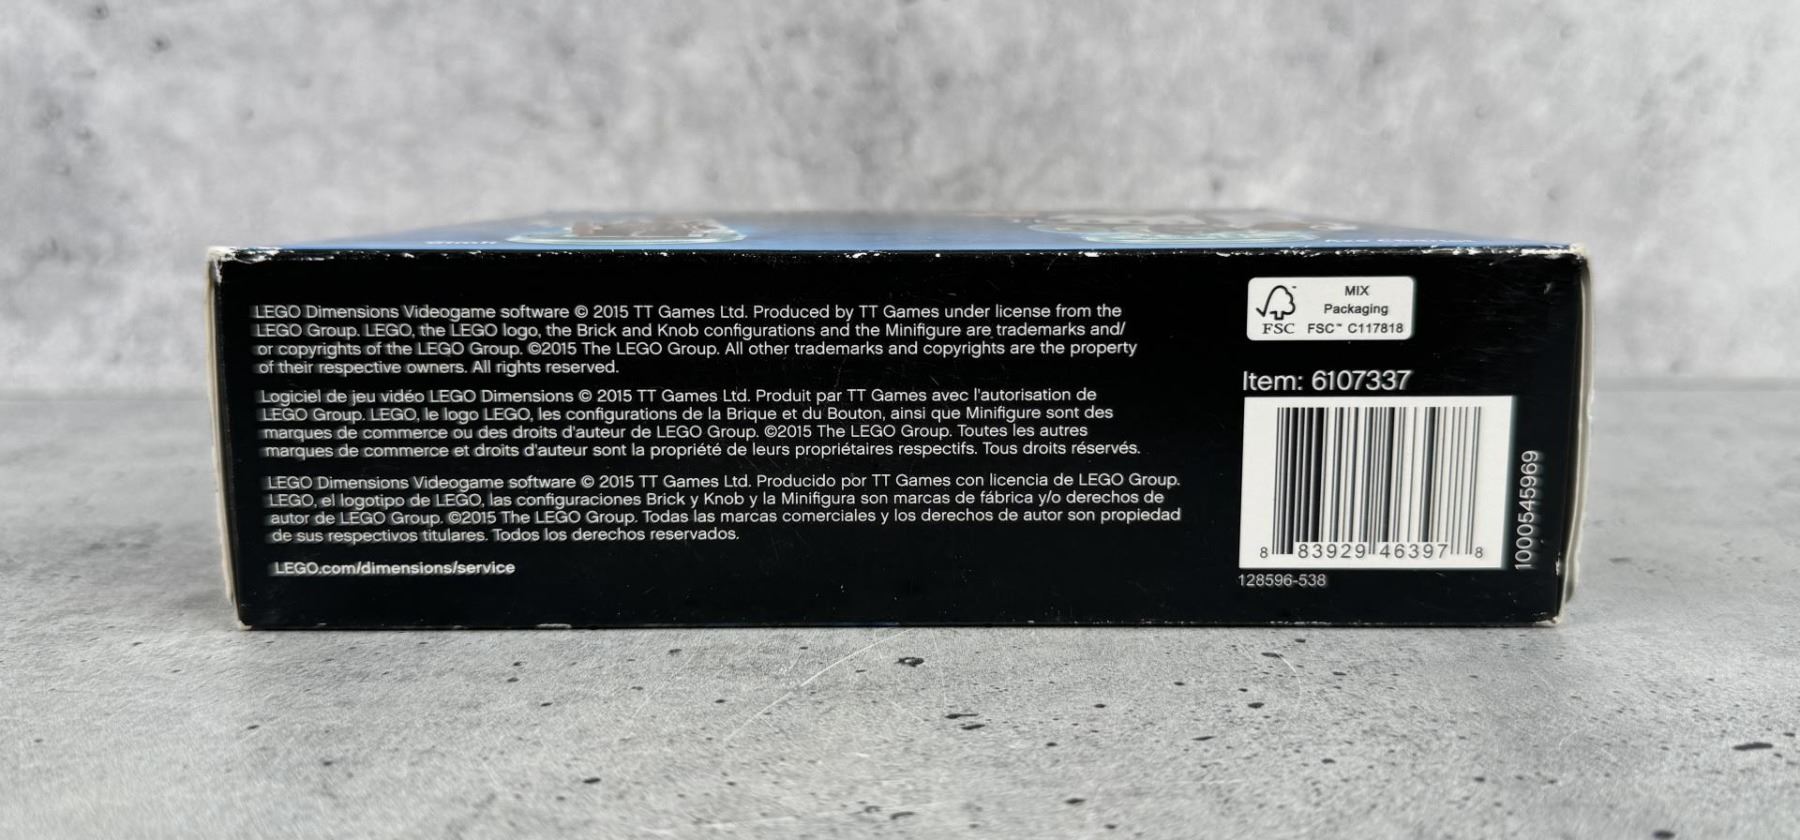 LEGO Dimensions Videogame software © 2015 TT Games Ltd. Produced by TT Games under license from the
LEGO Group. LEGO, the LEGO logo, the Brick and Knob configurations and the Minifigure are trademarks and/
or copyrights of the LEGO Group. ©2015 The LEGO Group. All other trademarks and copyrights are the property
of their respective owners. All rights reserved.
Logiciel de jeu vidéo LEGO Dimensions © 2015 TT Games Ltd. Produit par TT Games avec l'autorisation de
LEGO Group. LEGO, le logo LEGO, les configurations de la Brique et du Bouton, ainsi que Minifigure sont des
marques de commerce ou des droits d'auteur de LEGO Group. ©2015 The LEGO Group. Toutes les autres
marques de commerce et droits d'auteur sont la propriété de leurs propriétaires respectifs. Tous droits réservés.
LEGO Dimensions Videogame software © 2015 TT Games Ltd. Producido por TT Games con licencia de LEGO Group.
LEGO, el logotipo de LEGO, las configuraciones Brick y Knob y la Minifigura son marcas de fábrica y/o derechos de
autor de LEGO Group. ©2015 The LEGO Group. Todas las marcas comerciales y los derechos de autor son propiedad
de sus respectivos titulares. Todos los derechos reservados.
LEGO.com/dimensions/service
FSC
MIX
Packaging
FSC™ C117818
Item: 6107337
8 83929 46397 8
128596-538
1000545969